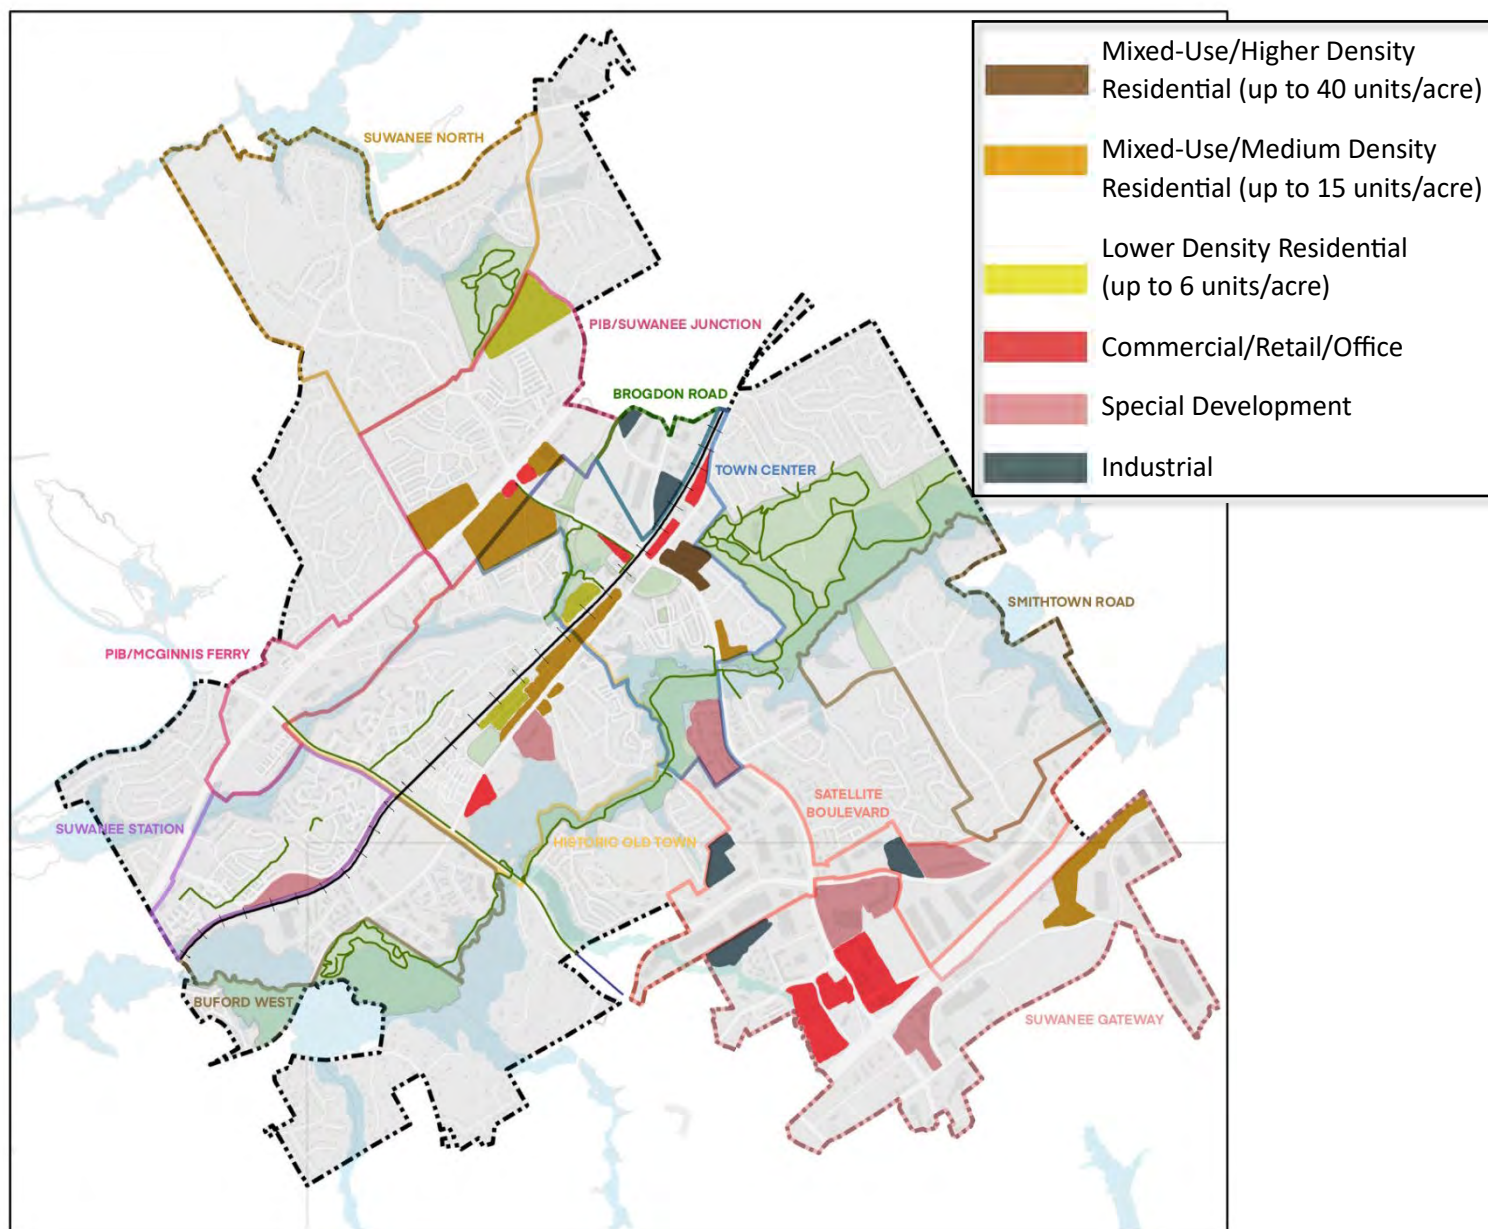 Mixed-Use/Higher Density
Residential (up to 40 units/acre)
Mixed-Use/Medium Density
Residential (up to 15 units/acre)
Lower Density Residential
(up to 6 units/acre)
Commercial/Retail/Office
Special Development
Industrial
SUWANEE NORTH
PIB/SUWANEE JUNCTION
BROGDON ROAD
TOWN CENTER
SMITHTOWN ROAD
PIB/MCGINNIS FERRY
SATELLITE
BOULEVARD
SUWANEE STATION
HISTORIC OLD TOWN
BUFORD WEST
SUWANEE GATEWAY